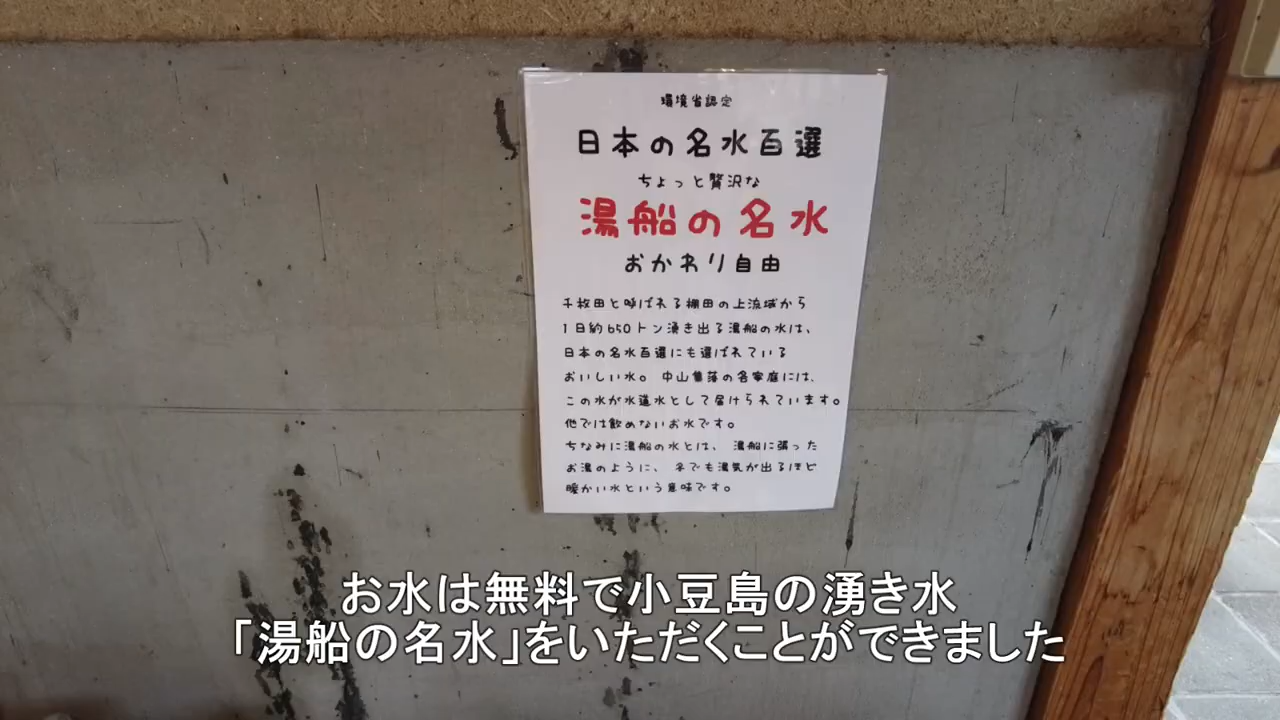 環境省認定
日本の名水百選
ちょっと贅沢な
湯船の名水
おかわり自由
千枚田と呼ばれる棚田の上流域から
1日約650トン湧き出る湯船の水は、
日本の名水百選にも選ばれている
おいしい水。中山集落の各家庭には、
この水が水道水として届けられています。
他では飲めないお水です。
ちなみに湯船の水とは、湯船に張った
お湯のように、冬でも湯気が出るほど
暖かい水という意味です。
お水は無料で小豆島の湧き水
「湯船の名水」をいただくことができました